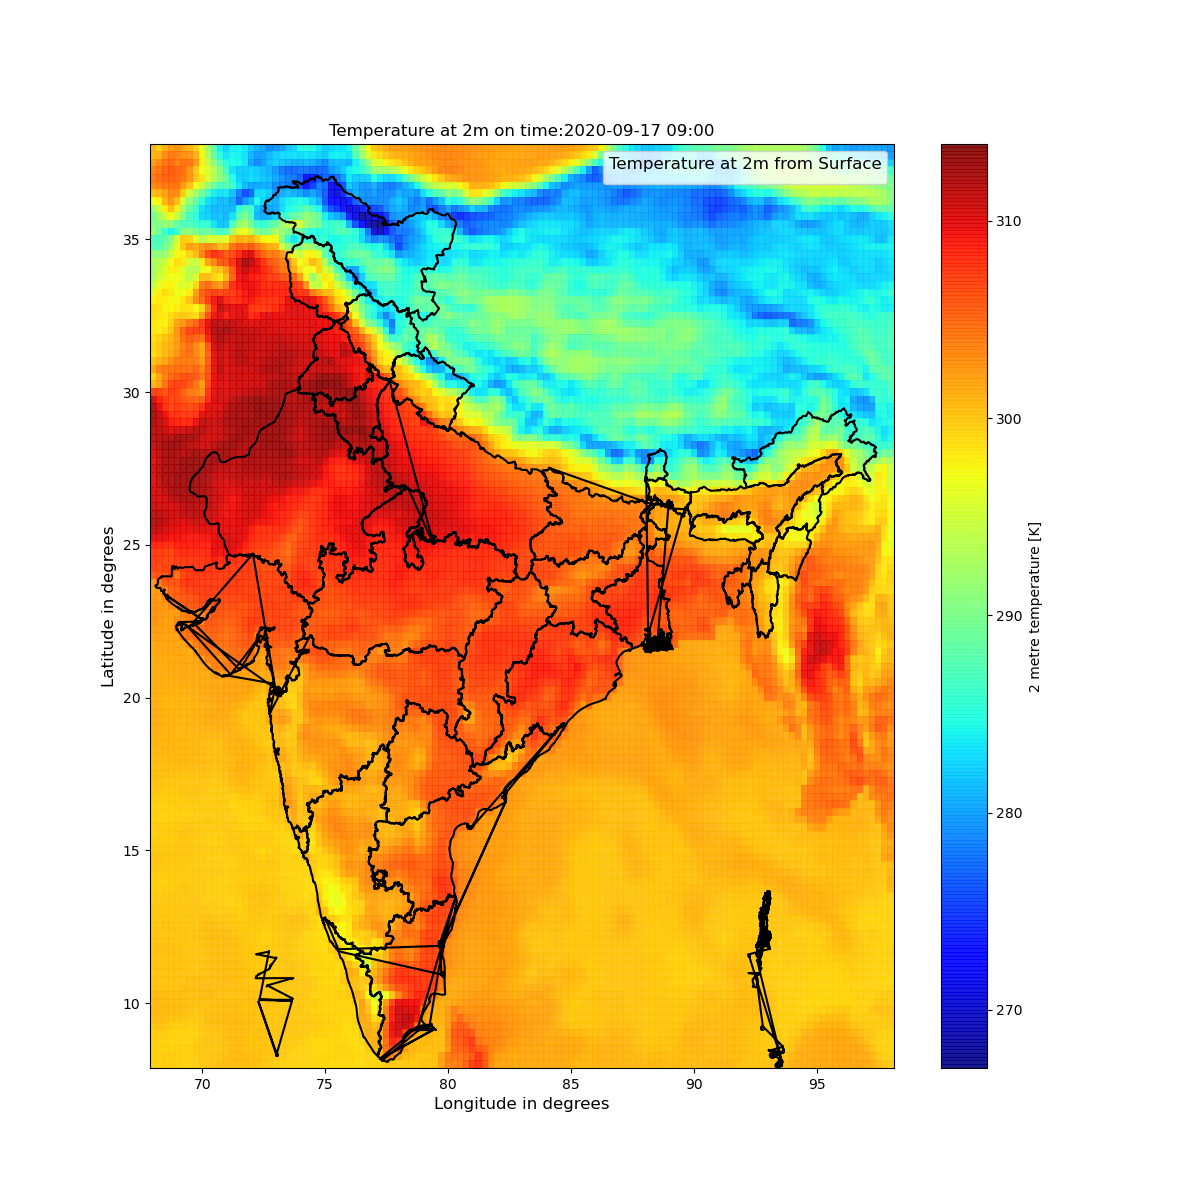 Temperature at 2m on time:2020-09-17 09:00
Temperature at 2m from Surface
35
30
25
20
15
10
Latitude in degrees
70 75 80 85 90 95
Longitude in degrees
310
300
290
280
270
2 metre temperature [K]